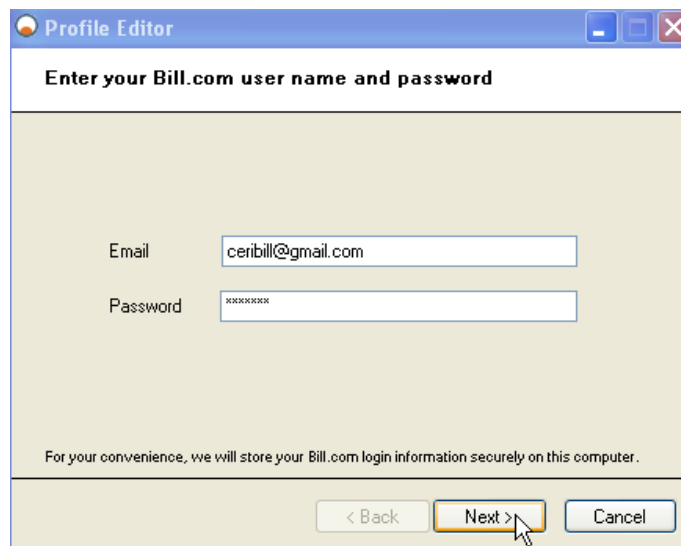 Profile Editor
Enter your Bill.com user name and password
Email
ceribill@gmail.com
Password
*******
For your convenience, we will store your Bill.com login information securely on this computer.
< Back
Next >
Cancel